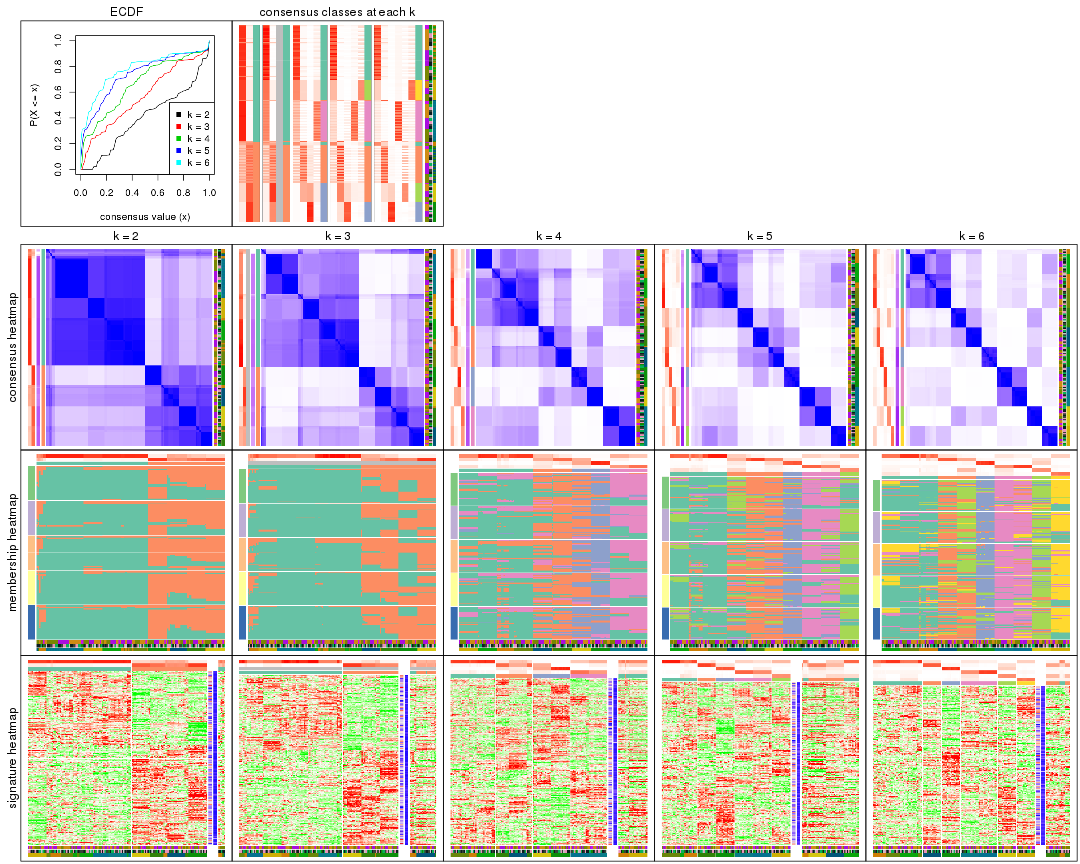 ECDF
consensus classes at each k
P(X <= x)
0.0 0.2 0.4 0.6 0.8 1.0
k = 2
k = 3
k = 4
k = 5
k = 6
0.0 0.2 0.4 0.6 0.8 1.0
consensus value (x)
k = 2
k = 3
k = 4
k = 5
k = 6
consensus heatmap
membership heatmap
signature heatmap